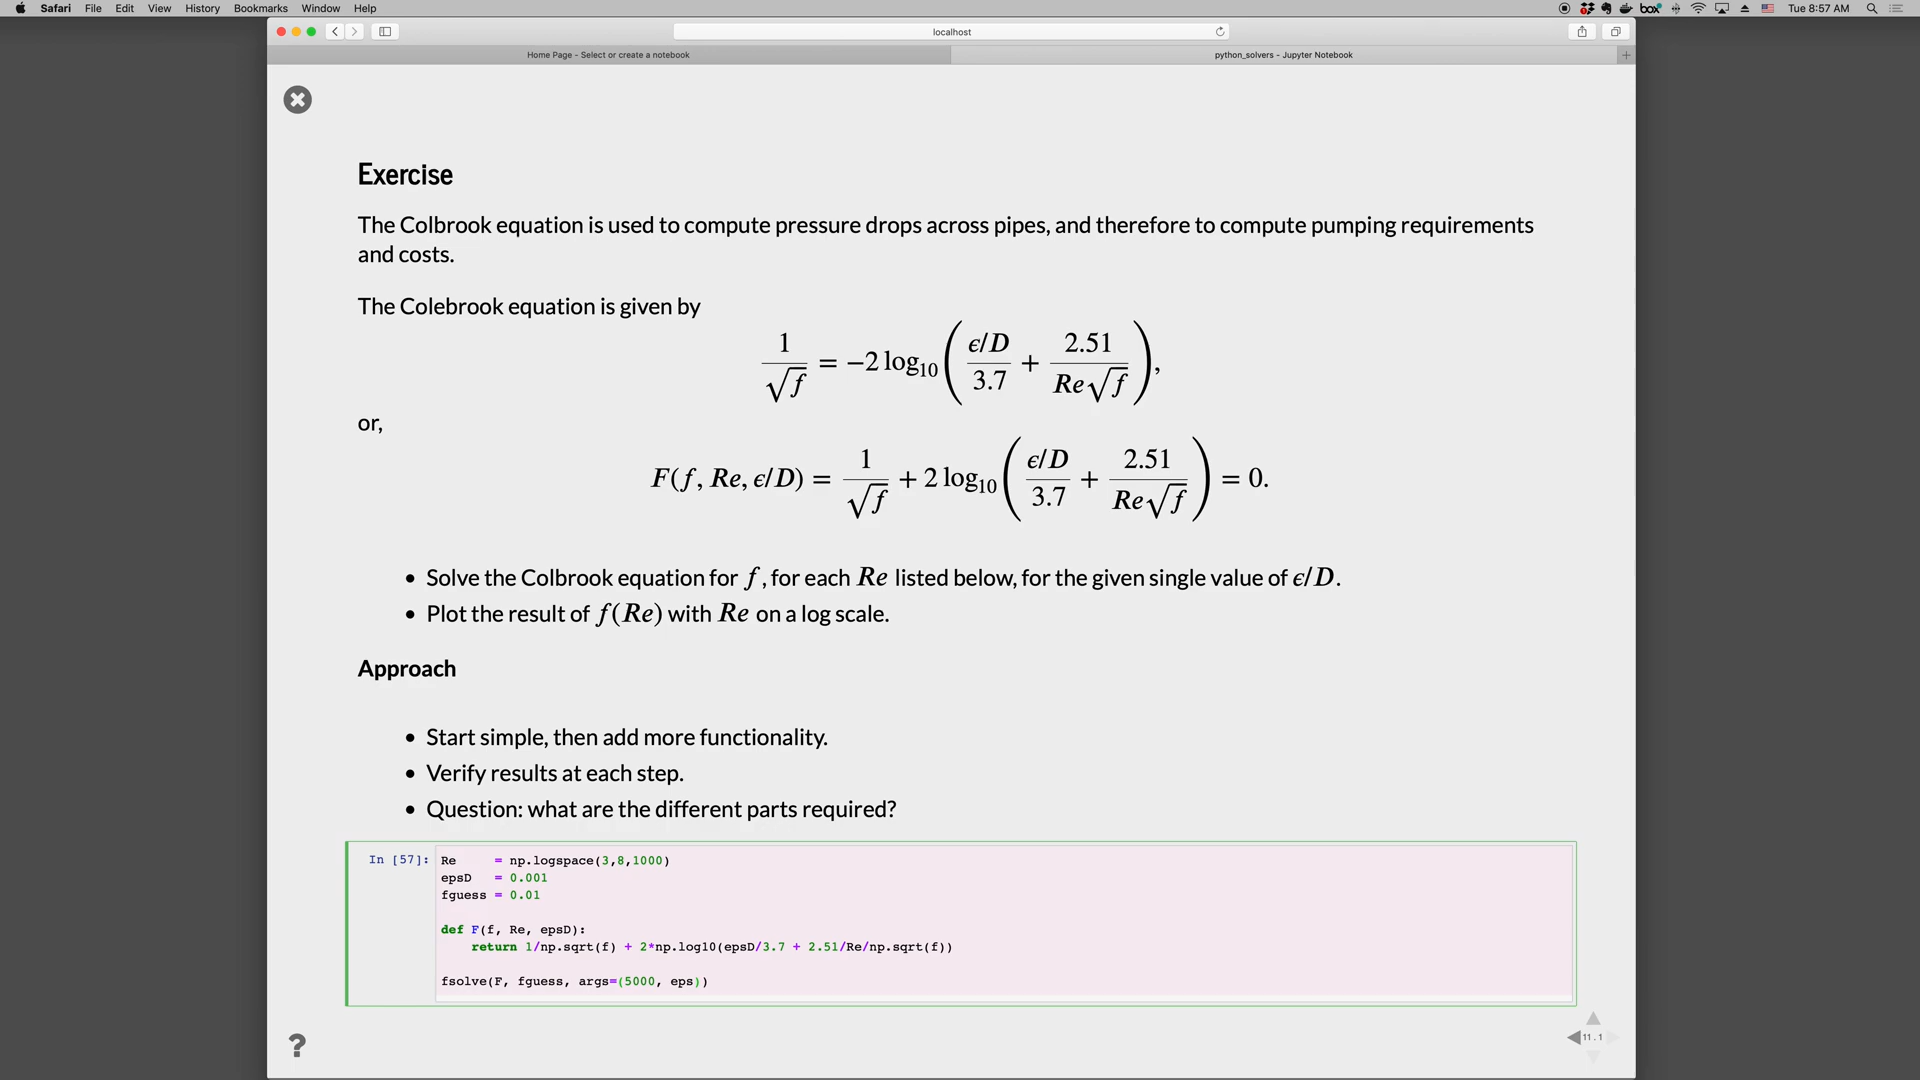 Safari File Edit View History Bookmarks Window Help box Tue 8:57 AM
localhost
Home Page - Select or create a notebook python_solvers - Jupyter Notebook
Exercise
The Colbrook equation is used to compute pressure drops across pipes, and therefore to compute pumping requirements
and costs.
The Colebrook equation is given by
1/√f = −2 log10 ( (ϵ/D)/3.7 + 2.51/(Re√f) ),
or,
F(f, Re, ϵ/D) = 1/√f + 2 log10 ( (ϵ/D)/3.7 + 2.51/(Re√f) ) = 0.
• Solve the Colbrook equation for f, for each Re listed below, for the given single value of ϵ/D.
• Plot the result of f(Re) with Re on a log scale.
Approach
• Start simple, then add more functionality.
• Verify results at each step.
• Question: what are the different parts required?
In [57]: Re = np.logspace(3,8,1000)
epsD = 0.001
fguess = 0.01
def F(f, Re, epsD):
return 1/np.sqrt(f) + 2*np.log10(epsD/3.7 + 2.51/Re/np.sqrt(f))
fsolve(F, fguess, args=(5000, eps))
?
11.1